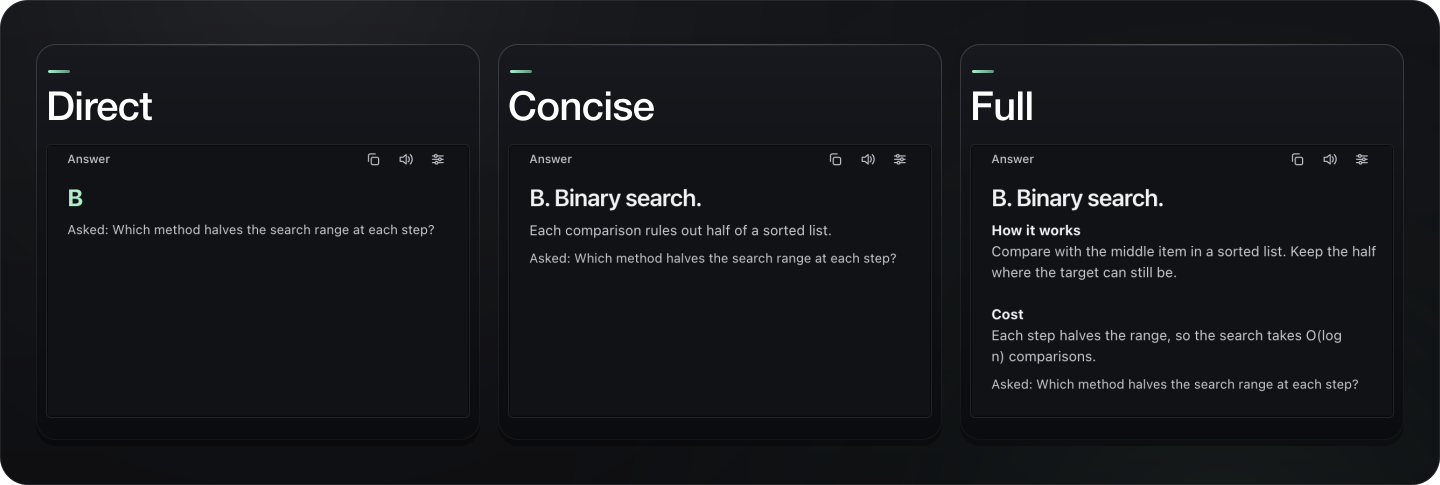 Direct
Answer
B
Asked: Which method halves the search range at each step?
Concise
Answer
B. Binary search.
Each comparison rules out half of a sorted list.
Asked: Which method halves the search range at each step?
Full
Answer
B. Binary search.
How it works
Compare with the middle item in a sorted list. Keep the half
where the target can still be.
Cost
Each step halves the range, so the search takes O(log
n) comparisons.
Asked: Which method halves the search range at each step?